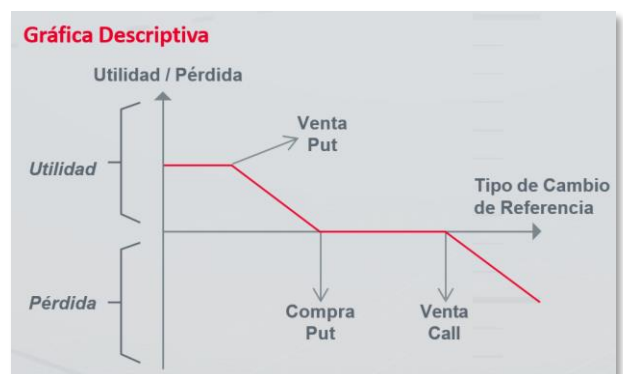 Gráfica Descriptiva
Utilidad / Pérdida
Venta
Put
Utilidad
Tipo de Cambio
de Referencia
Pérdida
Compra
Put
Venta
Call